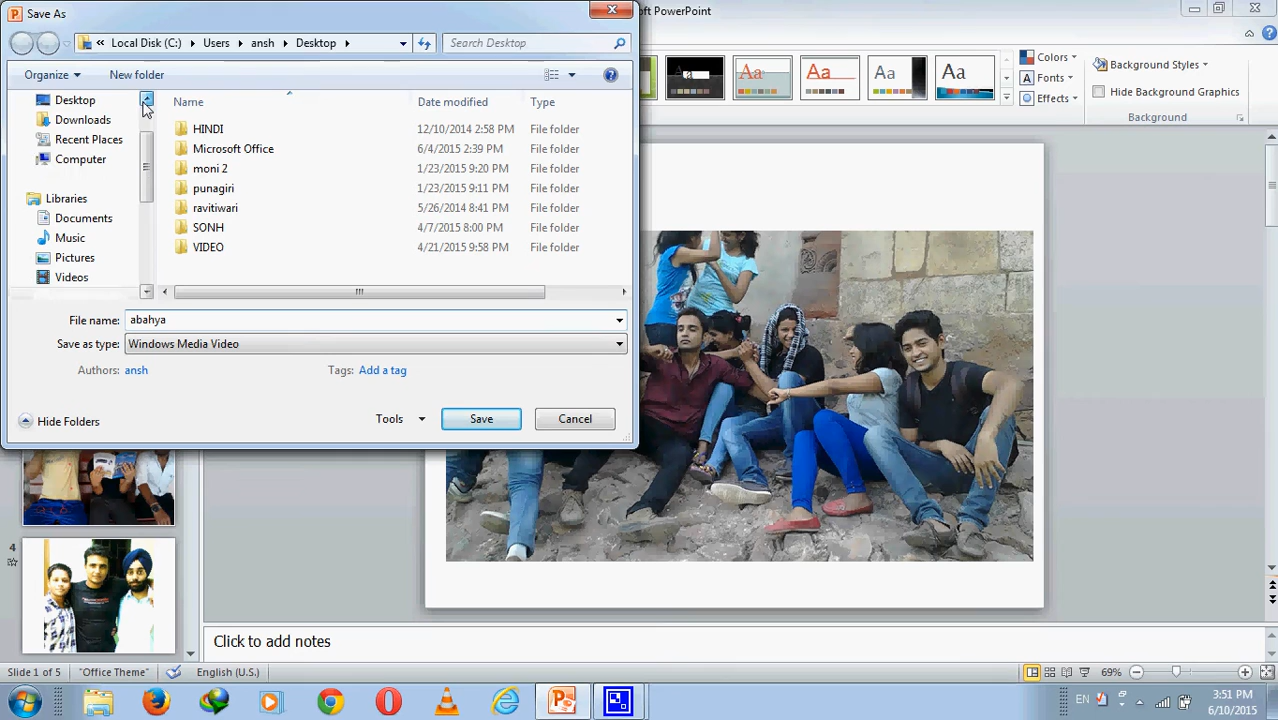 Save As
oft PowerPoint
« Local Disk (C:) Users ansh Desktop
Search Desktop
Organize New folder
Colors Fonts Effects
Background Styles
Hide Background Graphics
Background
Aa Aa Aa Aa Aa
Name Date modified Type
Desktop
Downloads
Recent Places
Computer
Libraries
Documents
Music
Pictures
Videos
HINDI 12/10/2014 2:58 PM File folder
Microsoft Office 6/4/2015 2:39 PM File folder
moni 2 1/23/2015 9:20 PM File folder
punagiri 1/23/2015 9:11 PM File folder
ravitiwari 5/26/2014 8:41 PM File folder
SONH 4/7/2015 8:00 PM File folder
VIDEO 4/21/2015 9:58 PM File folder
File name: abahya
Save as type: Windows Media Video
Authors: ansh Tags: Add a tag
Hide Folders Tools Save Cancel
4
Click to add notes
Slide 1 of 5 "Office Theme" English (U.S.) 69%
EN 3:51 PM
6/10/2015